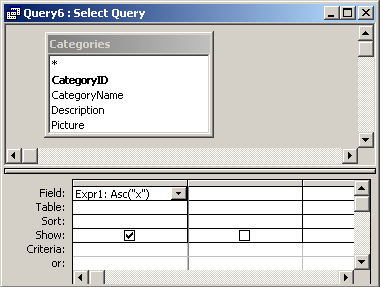 Query6 : Select Query
Categories
*
CategoryID
CategoryName
Description
Picture
Field: Expr1: Asc("x")
Table:
Sort:
Show:
Criteria:
or: